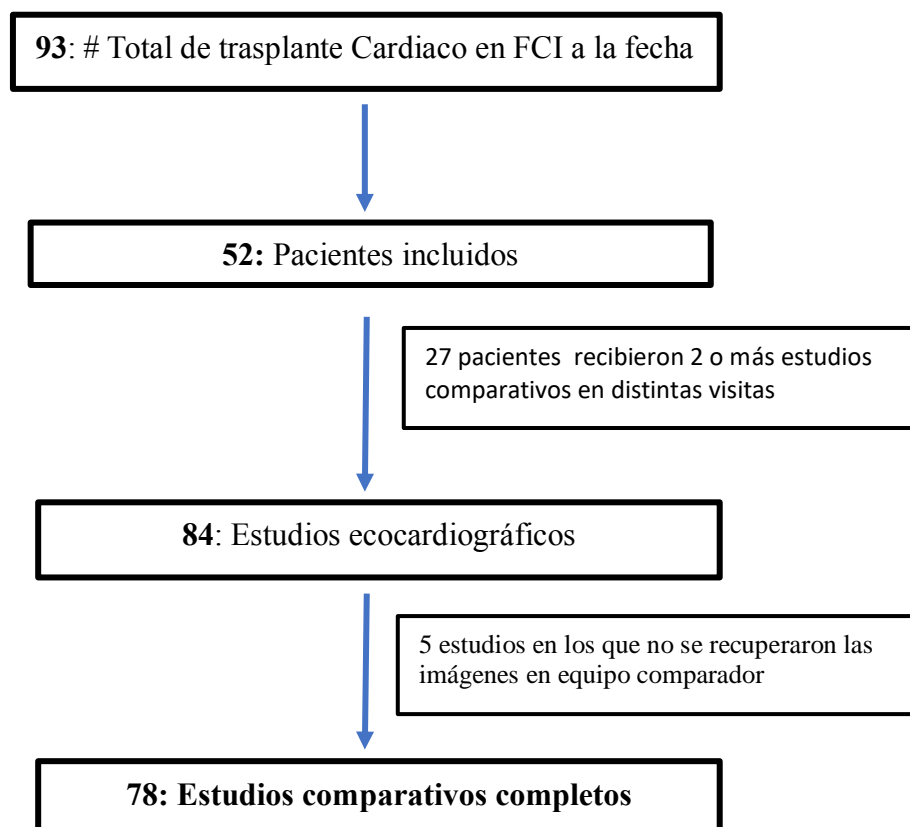 93: # Total de trasplante Cardiaco en FCI a la fecha
52: Pacientes incluidos
27 pacientes recibieron 2 o más estudios
comparativos en distintas visitas
84: Estudios ecocardiográficos
5 estudios en los que no se recuperaron las
imágenes en equipo comparador
78: Estudios comparativos completos